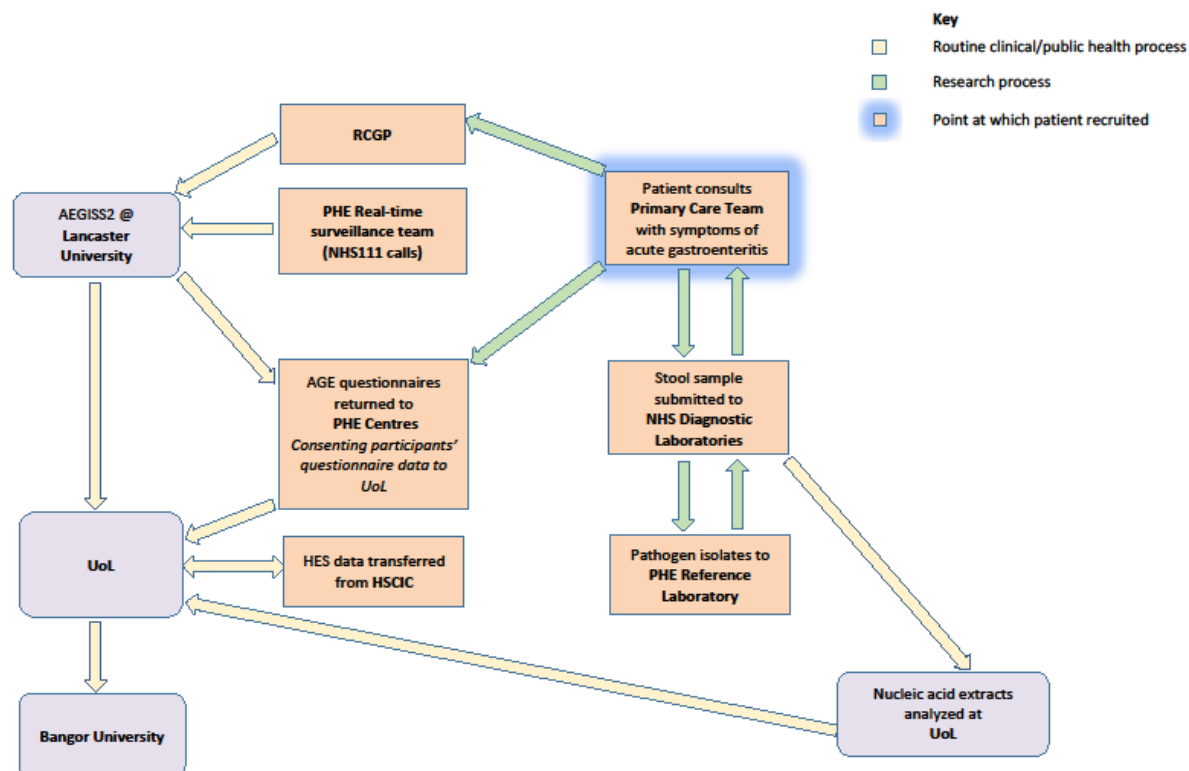 Key
Routine clinical/public health process
Research process
Point at which patient recruited
RCGP
Patient consults
Primary Care Team
with symptoms of
acute gastroenteritis
AEGISS2 @
Lancaster
University
PHE Real-time
surveillance team
(NHS111 calls)
AGE questionnaires
returned to
PHE Centres
Consenting participants’
questionnaire data to
UoL
Stool sample
submitted to
NHS Diagnostic
Laboratories
UoL
HES data transferred
from HSCIC
Pathogen isolates to
PHE Reference
Laboratory
Bangor University
Nucleic acid extracts
analyzed at
UoL